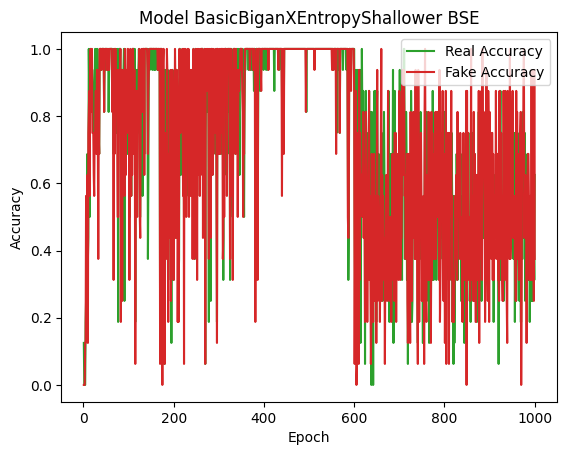 Model BasicBiganXEntropyShallower BSE
Real Accuracy
Fake Accuracy
1.0
0.8
0.6
0.4
0.2
0.0
Accuracy
0
200
400
600
800
1000
Epoch